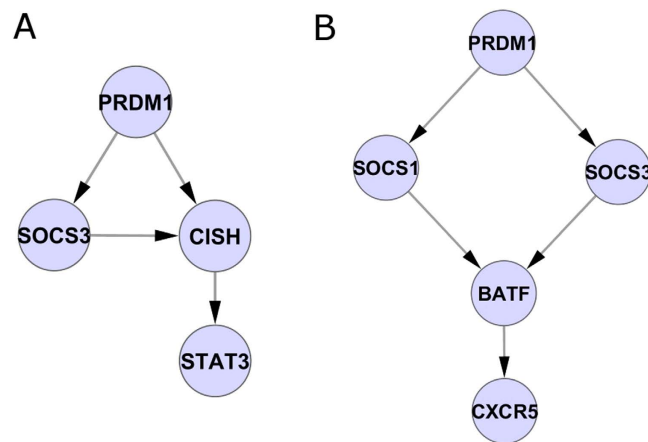 A
PRDM1
SOCS3
CISH
STAT3
B
PRDM1
SOCS1
SOCS3
BATF
CXCR5